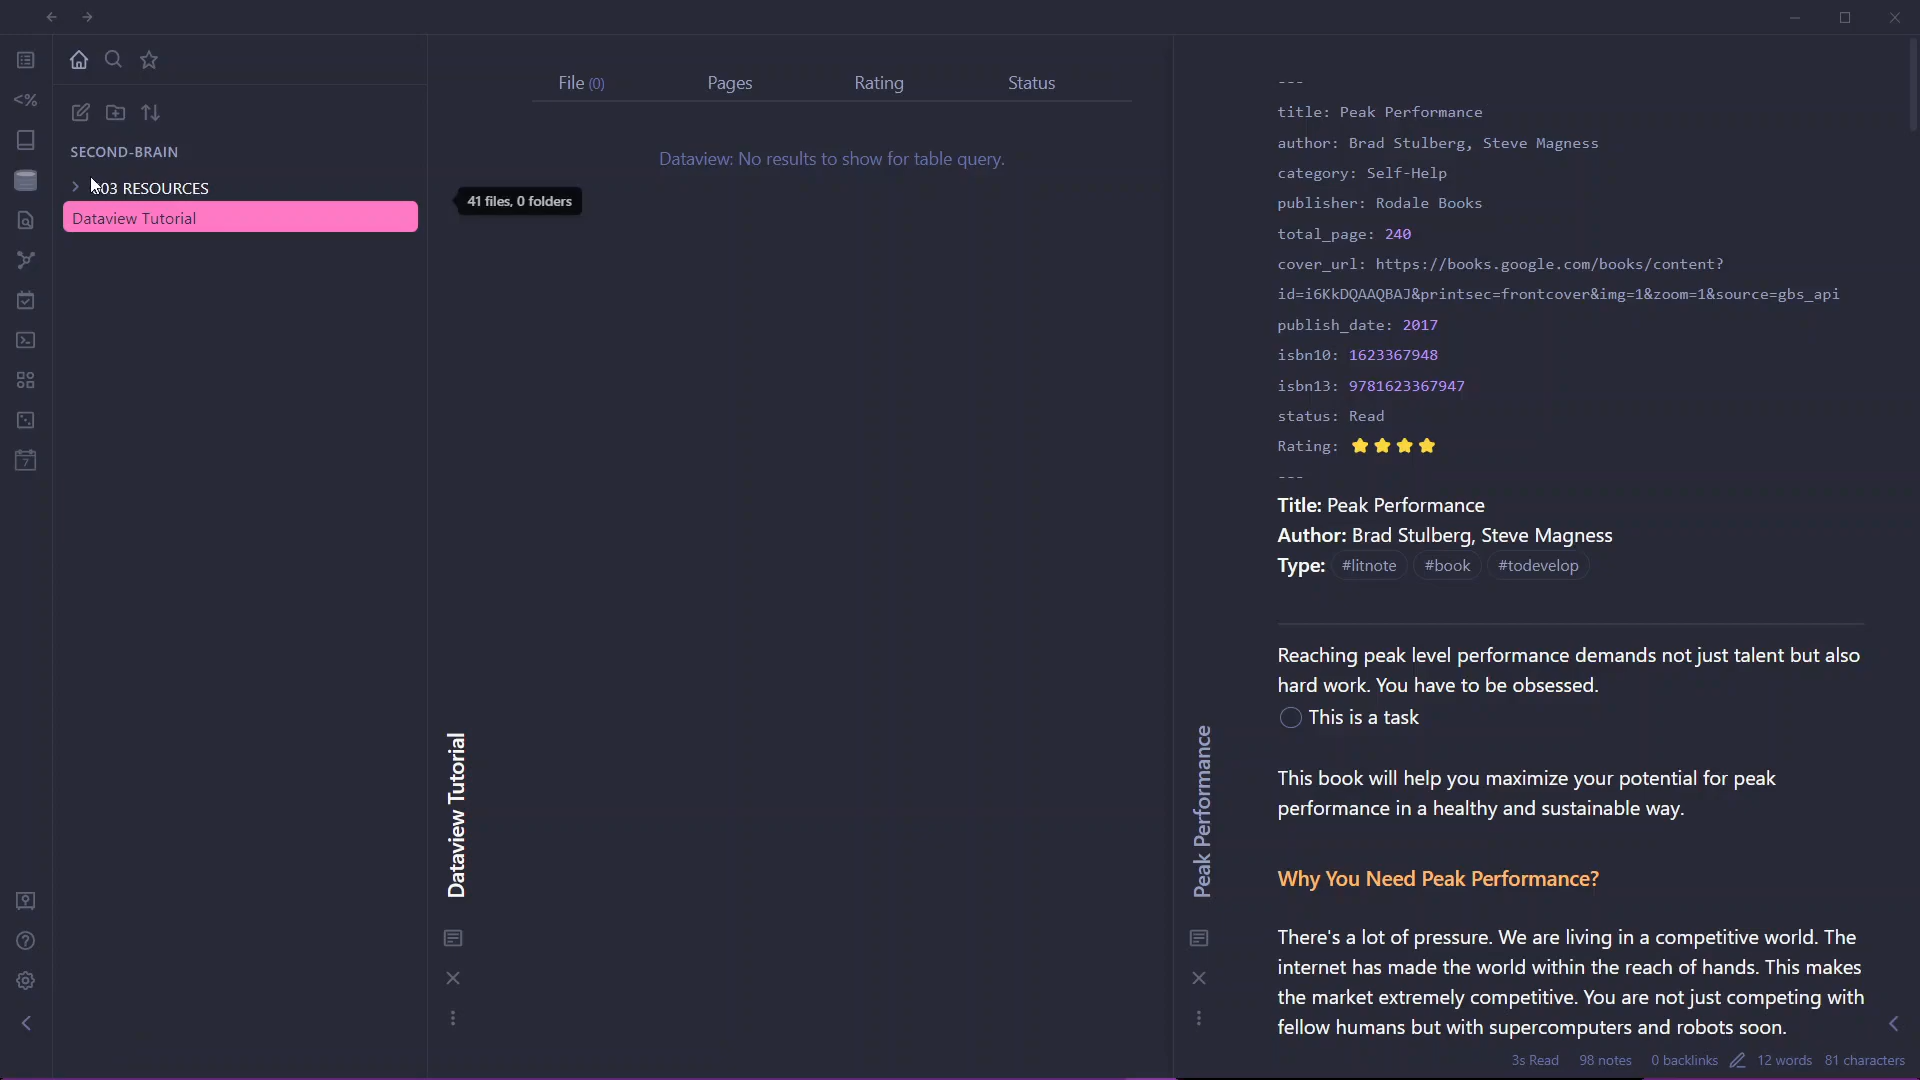 SECOND-BRAIN
03 RESOURCES
Dataview Tutorial
File (0) Pages Rating Status
Dataview: No results to show for table query.
41 files, 0 folders
Dataview Tutorial
Peak Performance
---
title: Peak Performance
author: Brad Stulberg, Steve Magness
category: Self-Help
publisher: Rodale Books
total_page: 240
cover_url: https://books.google.com/books/content?
id=i6KkDQAAQBAJ&printsec=frontcover&img=1&zoom=1&source=gbs_api
publish_date: 2017
isbn10: 1623367948
isbn13: 9781623367947
status: Read
Rating: ⭐⭐⭐⭐
---
Title: Peak Performance
Author: Brad Stulberg, Steve Magness
Type: #litnote #book #todevelop
Reaching peak level performance demands not just talent but also
hard work. You have to be obsessed.
This is a task
This book will help you maximize your potential for peak
performance in a healthy and sustainable way.
Why You Need Peak Performance?
There's a lot of pressure. We are living in a competitive world. The
internet has made the world within the reach of hands. This makes
the market extremely competitive. You are not just competing with
fellow humans but with supercomputers and robots soon.
3s Read 98 notes 0 backlinks 12 words 81 characters